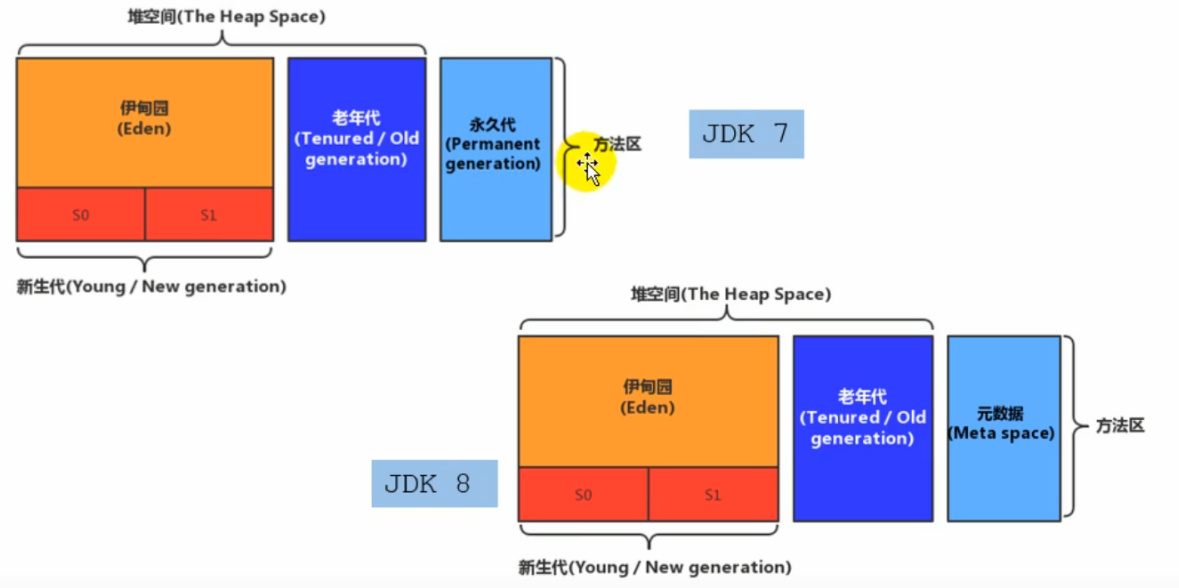 堆空间(The Heap Space)
伊甸园
(Eden)
S0
S1
老年代
(Tenured / Old
generation)
永久代
(Permanent
generation)
方法区
JDK 7
新生代(Young / New generation)
堆空间(The Heap Space)
伊甸园
(Eden)
S0
S1
老年代
(Tenured / Old
generation)
元数据
(Meta space)
方法区
JDK 8
新生代(Young / New generation)